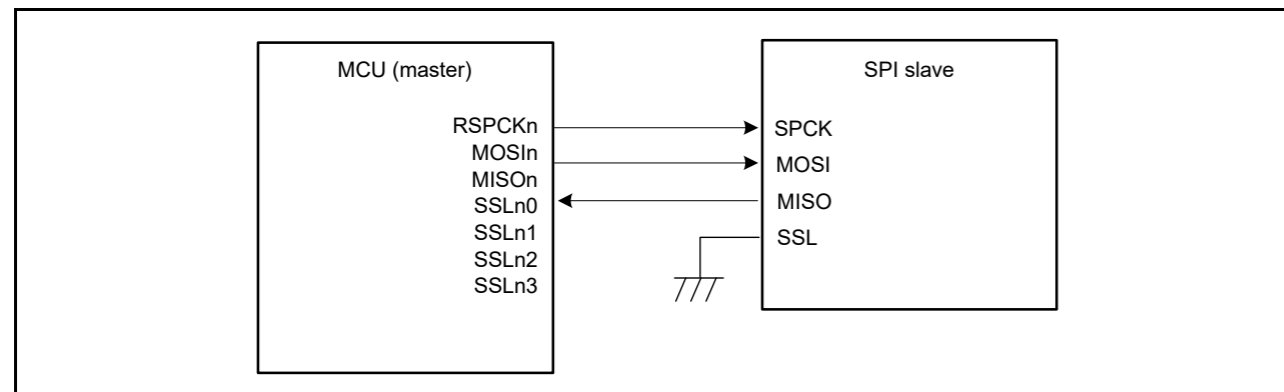 MCU (master)
RSPCKn
MOSIn
MISOn
SSLn0
SSLn1
SSLn2
SSLn3
SPI slave
SPCK
MOSI
MISO
SSL